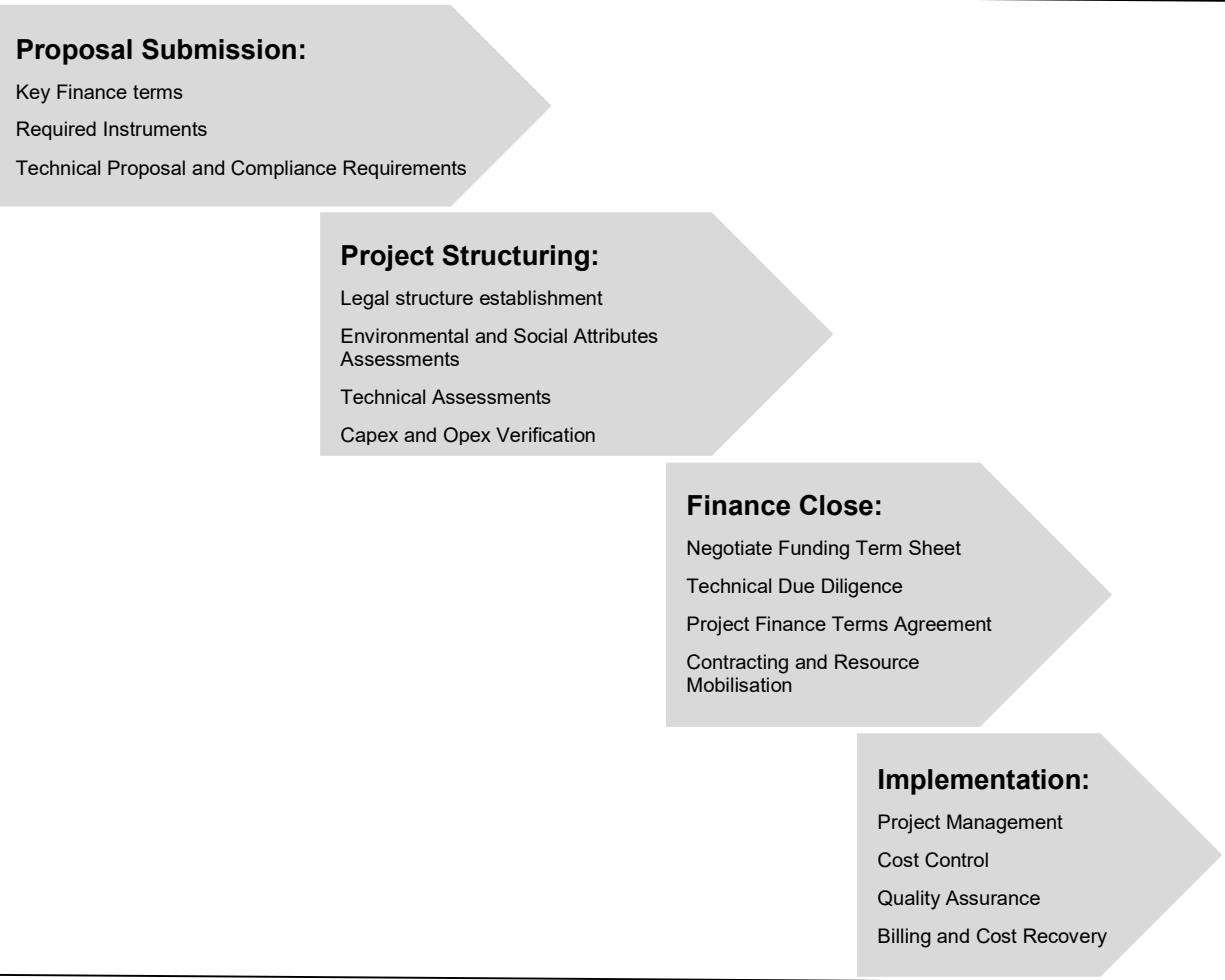 Proposal Submission:
Key Finance terms
Required Instruments
Technical Proposal and Compliance Requirements
Project Structuring:
Legal structure establishment
Environmental and Social Attributes
Assessments
Technical Assessments
Capex and Opex Verification
Finance Close:
Negotiate Funding Term Sheet
Technical Due Diligence
Project Finance Terms Agreement
Contracting and Resource
Mobilisation
Implementation:
Project Management
Cost Control
Quality Assurance
Billing and Cost Recovery